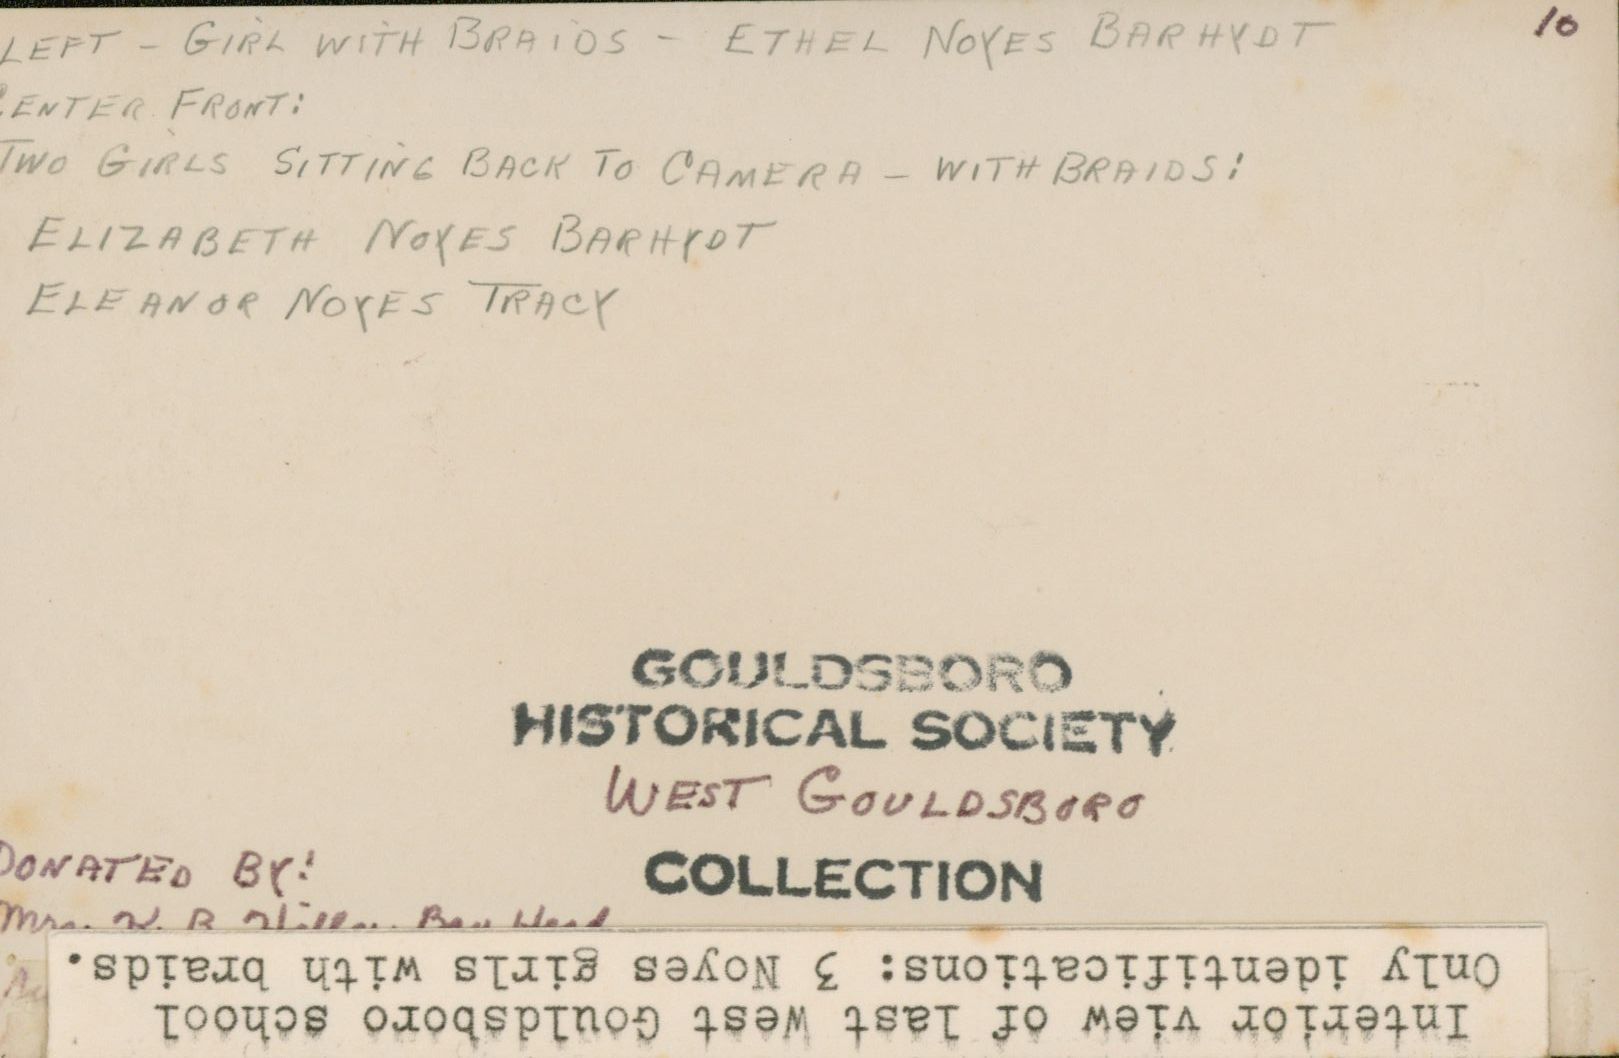 LEFT - GIRL WITH BRAIDS - ETHEL NOYES BARHYDT
10
CENTER FRONT:
TWO GIRLS SITTING BACK TO CAMERA - WITH BRAIDS:
ELIZABETH NOYES BARHYDT
ELEANOR NOYES TRACY
GOULDSBORO
HISTORICAL SOCIETY
WEST GOULDSBORO
COLLECTION
DONATED BY:
Mrs. K. B.
Interior view of last West Gouldsboro school
Only identifications: 3 Noyes girls with braids.